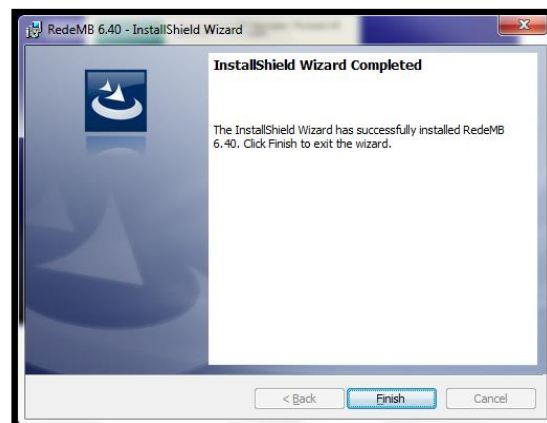 RedeMB 6.40 - InstallShield Wizard
InstallShield Wizard Completed
The InstallShield Wizard has successfully installed RedeMB
6.40. Click Finish to exit the wizard.
< Back
Finish
Cancel